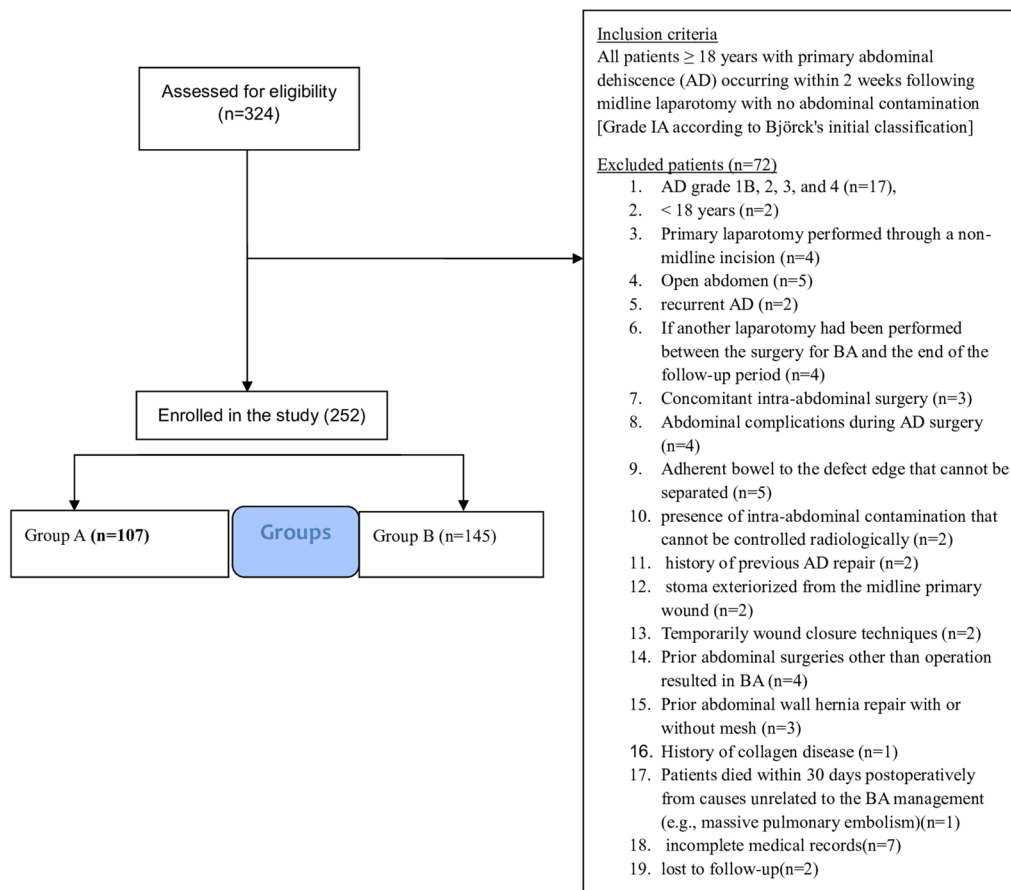 Assessed for eligibility
(n=324)
Enrolled in the study (252)
Group A (n=107)
Groups
Group B (n=145)
Inclusion criteria
All patients ≥ 18 years with primary abdominal
dehiscence (AD) occurring within 2 weeks following
midline laparotomy with no abdominal contamination
[Grade IA according to Björck's initial classification]
Excluded patients (n=72)
1. AD grade 1B, 2, 3, and 4 (n=17),
2. < 18 years (n=2)
3. Primary laparotomy performed through a non-
midline incision (n=4)
4. Open abdomen (n=5)
5. recurrent AD (n=2)
6. If another laparotomy had been performed
between the surgery for BA and the end of the
follow-up period (n=4)
7. Concomitant intra-abdominal surgery (n=3)
8. Abdominal complications during AD surgery
(n=4)
9. Adherent bowel to the defect edge that cannot be
separated (n=5)
10. presence of intra-abdominal contamination that
cannot be controlled radiologically (n=2)
11. history of previous AD repair (n=2)
12. stoma exteriorized from the midline primary
wound (n=2)
13. Temporarily wound closure techniques (n=2)
14. Prior abdominal surgeries other than operation
resulted in BA (n=4)
15. Prior abdominal wall hernia repair with or
without mesh (n=3)
16. History of collagen disease (n=1)
17. Patients died within 30 days postoperatively
from causes unrelated to the BA management
(e.g., massive pulmonary embolism)(n=1)
18. incomplete medical records(n=7)
19. lost to follow-up(n=2)